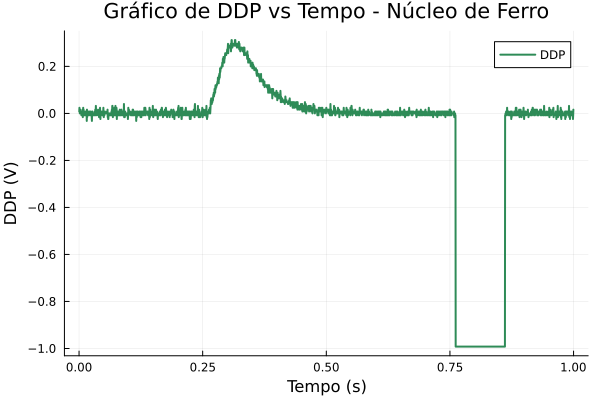 Gráfico de DDP vs Tempo - Núcleo de Ferro
DDP
DDP (V)
0.2
0.0
−0.2
−0.4
−0.6
−0.8
−1.0
0.00 0.25 0.50 0.75 1.00
Tempo (s)